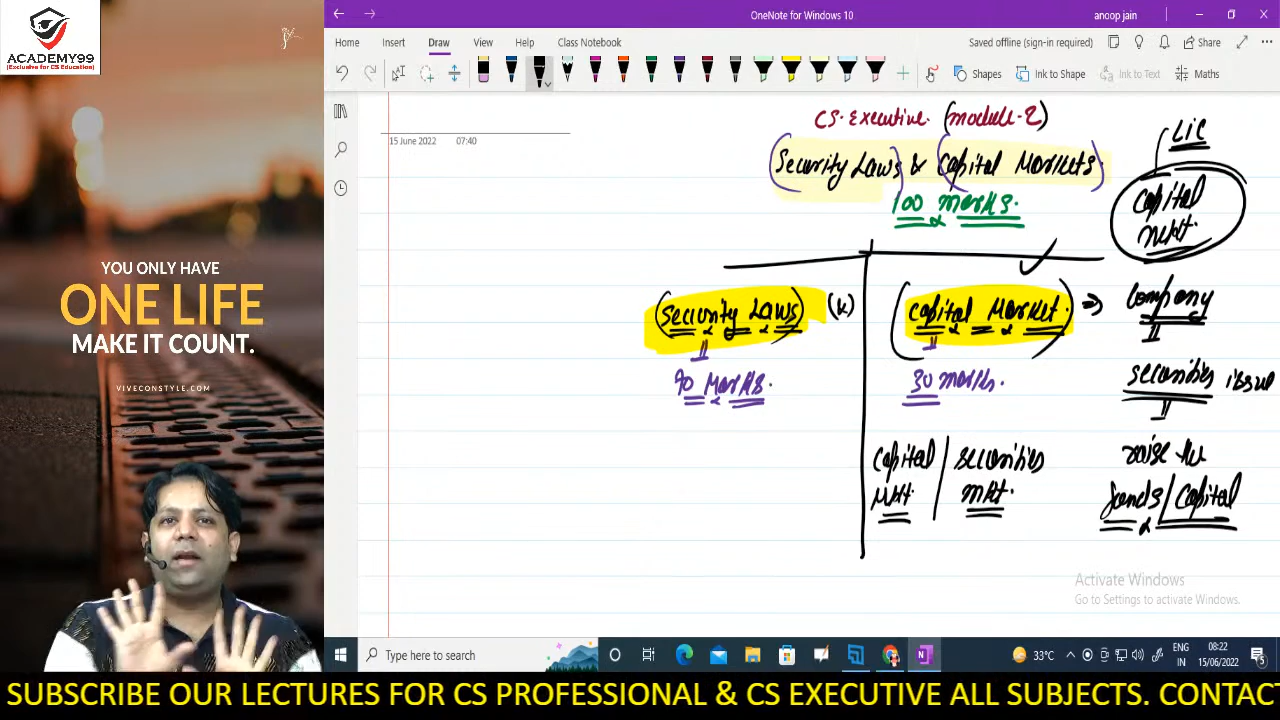 ACADEMY99
(Exclusive for CS Education)
YOU ONLY HAVE
ONE LIFE
MAKE IT COUNT.
VIVECONSTYLE.COM
OneNote for Windows 10
anoop jain
Home Insert Draw View Help Class Notebook
Saved offline (sign-in required) Share
Shapes Ink to Shape Ink to Text Maths
15 June 2022 07:40
CS-Executive (module-2)
(Security Laws) & (Capital Markets)
100 marks.
LIC
Capital
Mkt.
(Security Laws) (k)
70 Marks.
(Capital Market.) ⇒
30 marks.
Capital
Mkt.
securities
mkt.
Company
securities issue
raise the
funds/Capital
Activate Windows
Go to Settings to activate Windows.
Type here to search
33°C
ENG
IN
08:22
15/06/2022
5
SUBSCRIBE OUR LECTURES FOR CS PROFESSIONAL & CS EXECUTIVE ALL SUBJECTS. CONTACT